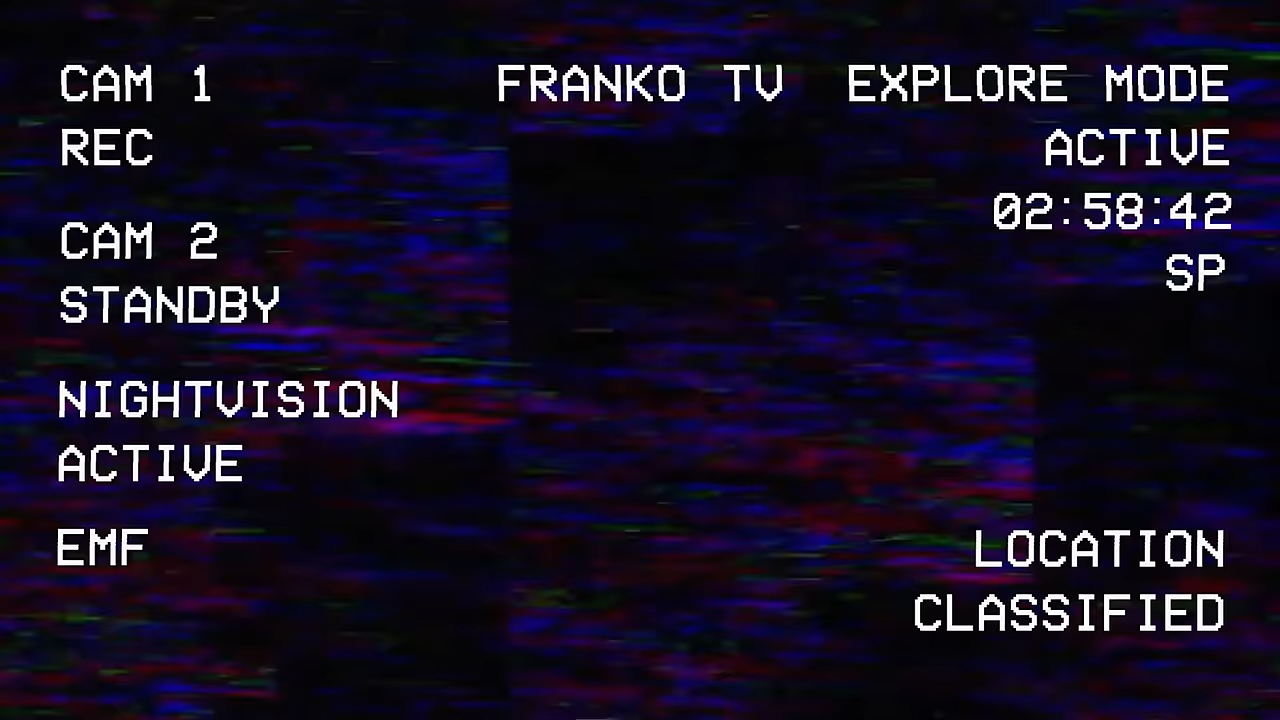 CAM 1
REC
CAM 2
STANDBY
NIGHTVISION
ACTIVE
EMF
FRANKO TV
EXPLORE MODE
ACTIVE
02:58:42
SP
LOCATION
CLASSIFIED